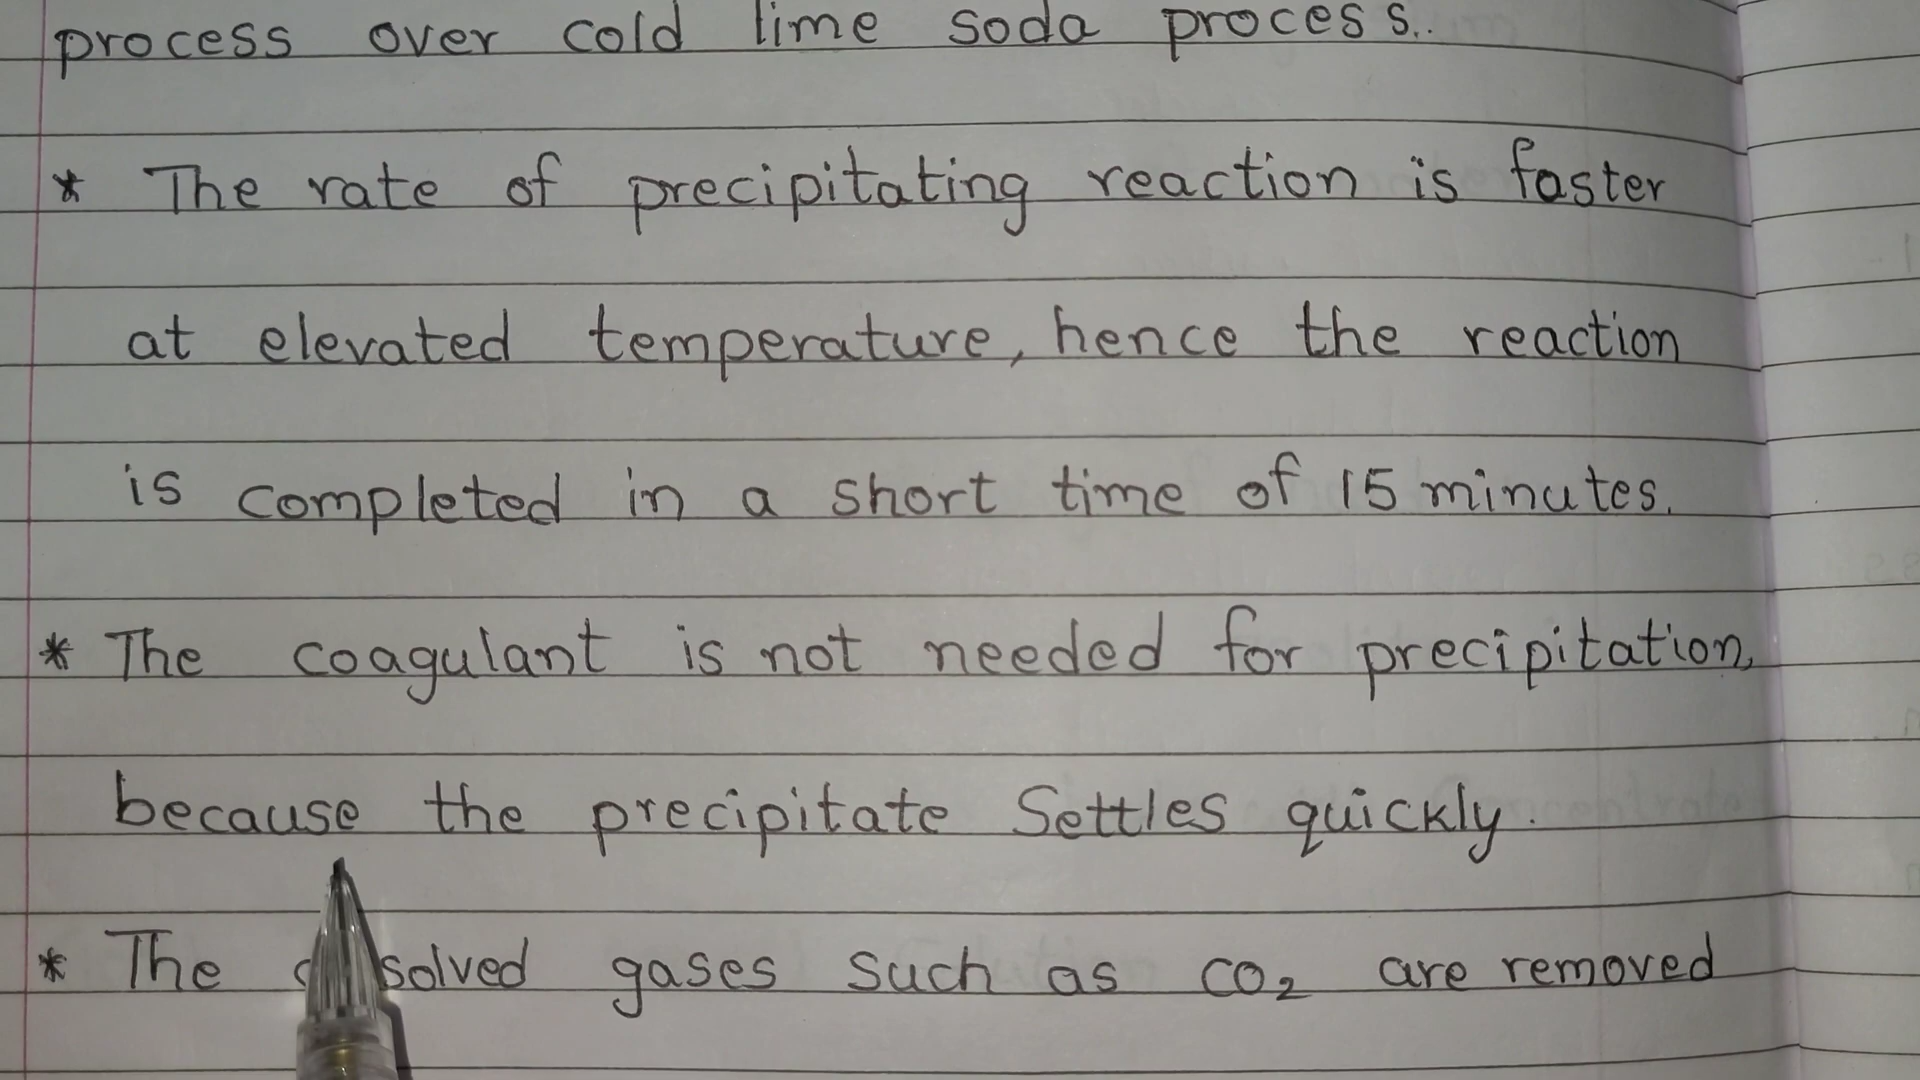 process over cold lime soda process..
* The rate of precipitating reaction is faster
at elevated temperature, hence the reaction
is completed in a short time of 15 minutes.
* The coagulant is not needed for precipitation,
because the precipitate Settles quickly.
* The gases such as CO₂ are removed